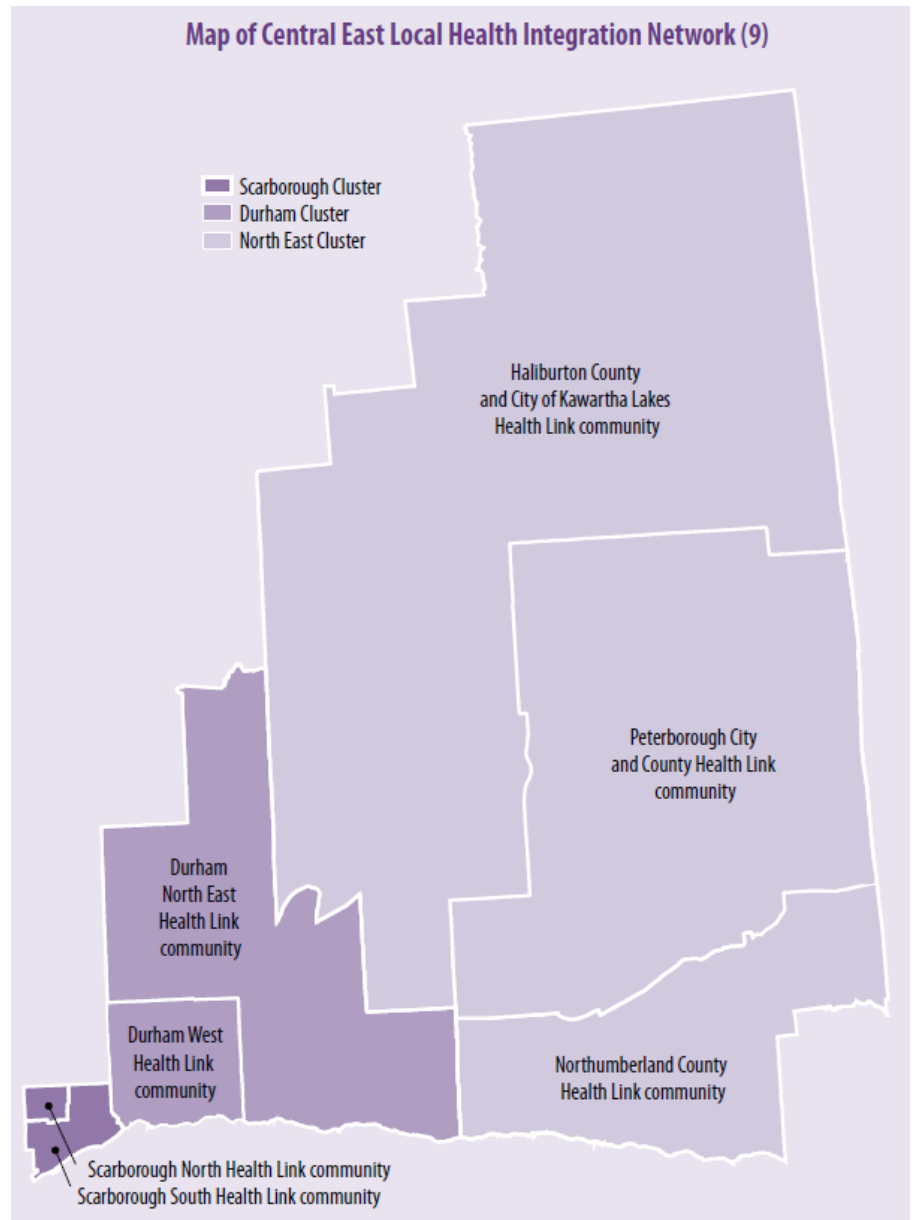 Map of Central East Local Health Integration Network (9)
Scarborough Cluster
Durham Cluster
North East Cluster
Haliburton County
and City of Kawartha Lakes
Health Link community
Peterborough City
and County Health Link
community
Durham
North East
Health Link
community
Durham West
Health Link
community
Northumberland County
Health Link community
Scarborough North Health Link community
Scarborough South Health Link community